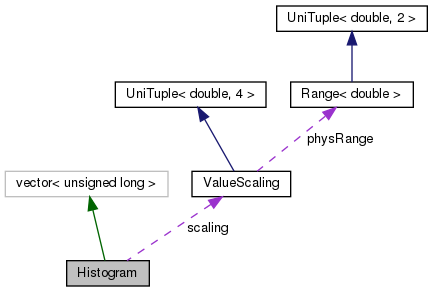 UniTuple< double, 2 >
UniTuple< double, 4 >
Range< double >
physRange
vector< unsigned long >
ValueScaling
scaling
Histogram